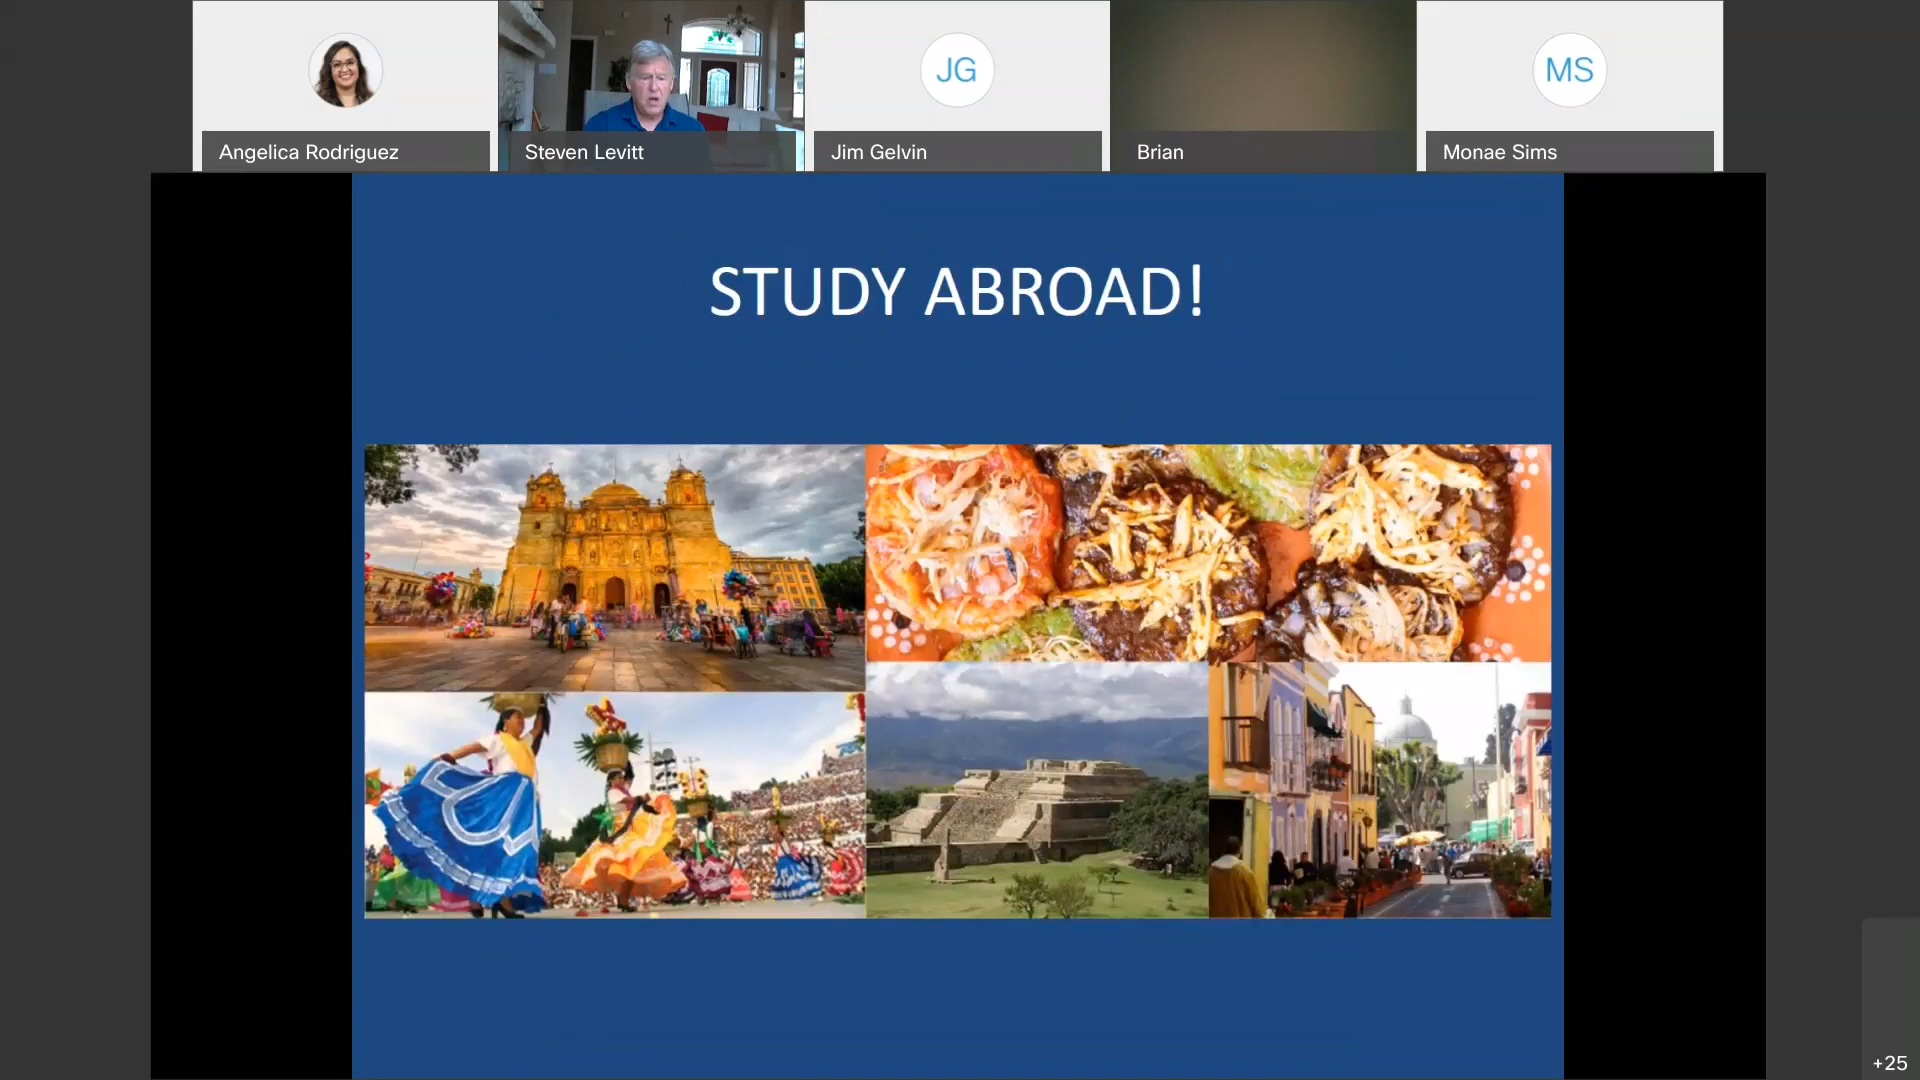 Angelica Rodriguez
Steven Levitt
JG
Jim Gelvin
Brian
MS
Monae Sims
STUDY ABROAD!
+25